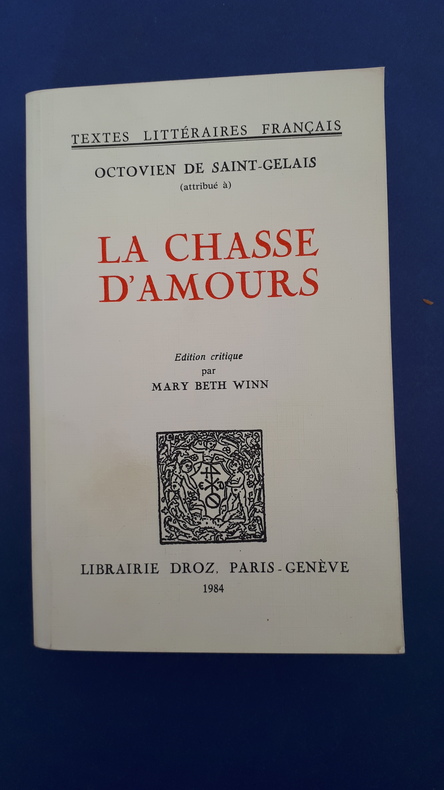 TEXTES LITTÉRAIRES FRANÇAIS
OCTOVIEN DE SAINT-GELAIS
(attribué à)
LA CHASSE
D'AMOURS
Edition critique
par
MARY BETH WINN
LIBRAIRIE DROZ. PARIS-GENÈVE
1984